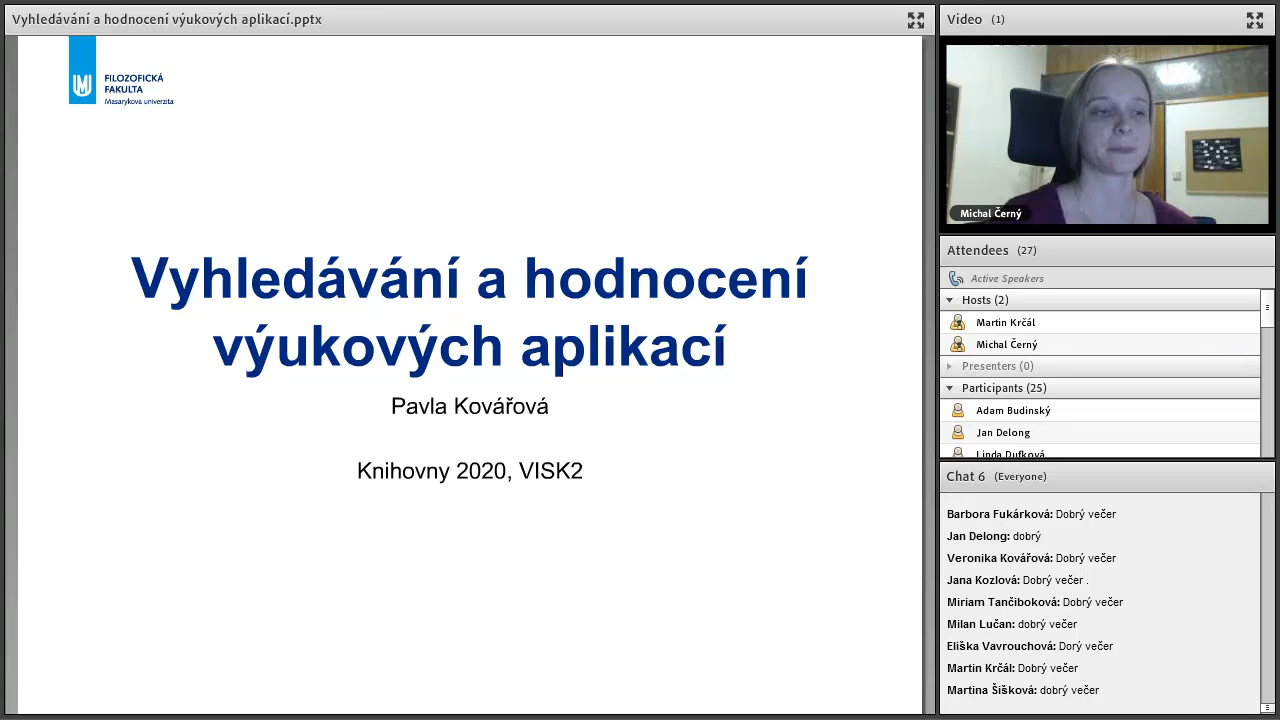 Vyhledávání a hodnocení výukových aplikací.pptx
FILOZOFICKÁ
FAKULTA
Masarykova univerzita
Vyhledávání a hodnocení
výukových aplikací
Pavla Kovářová
Knihovny 2020, VISK2
Video (1)
Michal Černý
Attendees (27)
Active Speakers
Hosts (2)
Martin Krčál
Michal Černý
Presenters (0)
Participants (25)
Adam Budinský
Jan Delong
Linda Dufková
Chat 6 (Everyone)
Barbora Fukárková: Dobrý večer
Jan Delong: dobrý
Veronika Kovářová: Dobrý večer
Jana Kozlová: Dobrý večer .
Miriam Tančiboková: Dobrý večer
Milan Lučan: dobrý večer
Eliška Vavrouchová: Dorý večer
Martin Krčál: Dobrý večer
Martina Šišková: dobrý večer